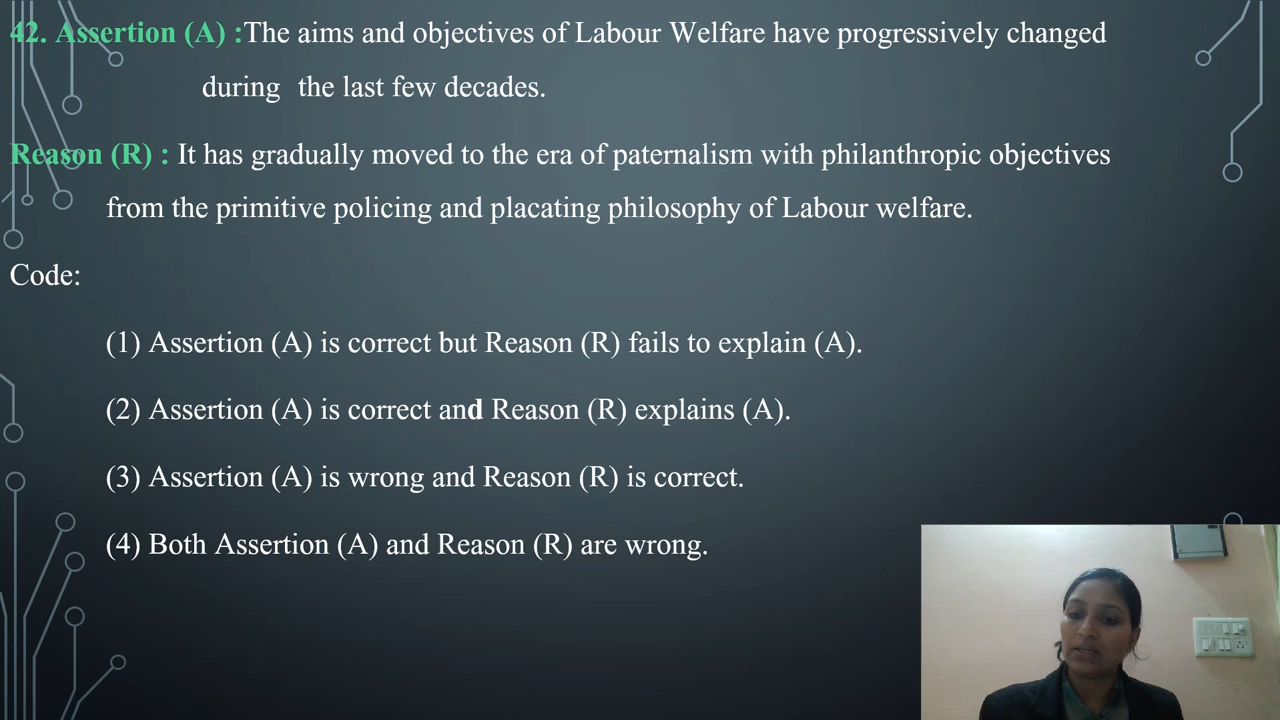 42. Assertion (A) :The aims and objectives of Labour Welfare have progressively changed
during the last few decades.
Reason (R) : It has gradually moved to the era of paternalism with philanthropic objectives
from the primitive policing and placating philosophy of Labour welfare.
Code:
(1) Assertion (A) is correct but Reason (R) fails to explain (A).
(2) Assertion (A) is correct and Reason (R) explains (A).
(3) Assertion (A) is wrong and Reason (R) is correct.
(4) Both Assertion (A) and Reason (R) are wrong.